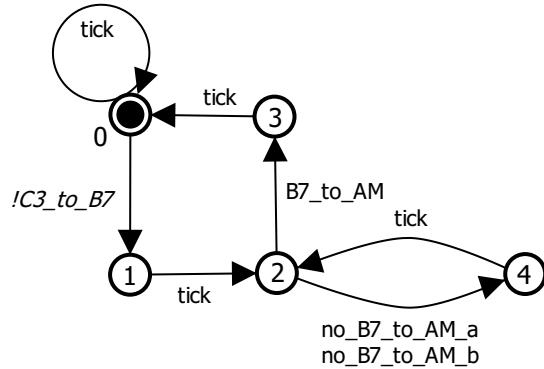 tick
tick
3
0
!C3_to_B7
B7_to_AM
tick
1
2
4
tick
no_B7_to_AM_a
no_B7_to_AM_b